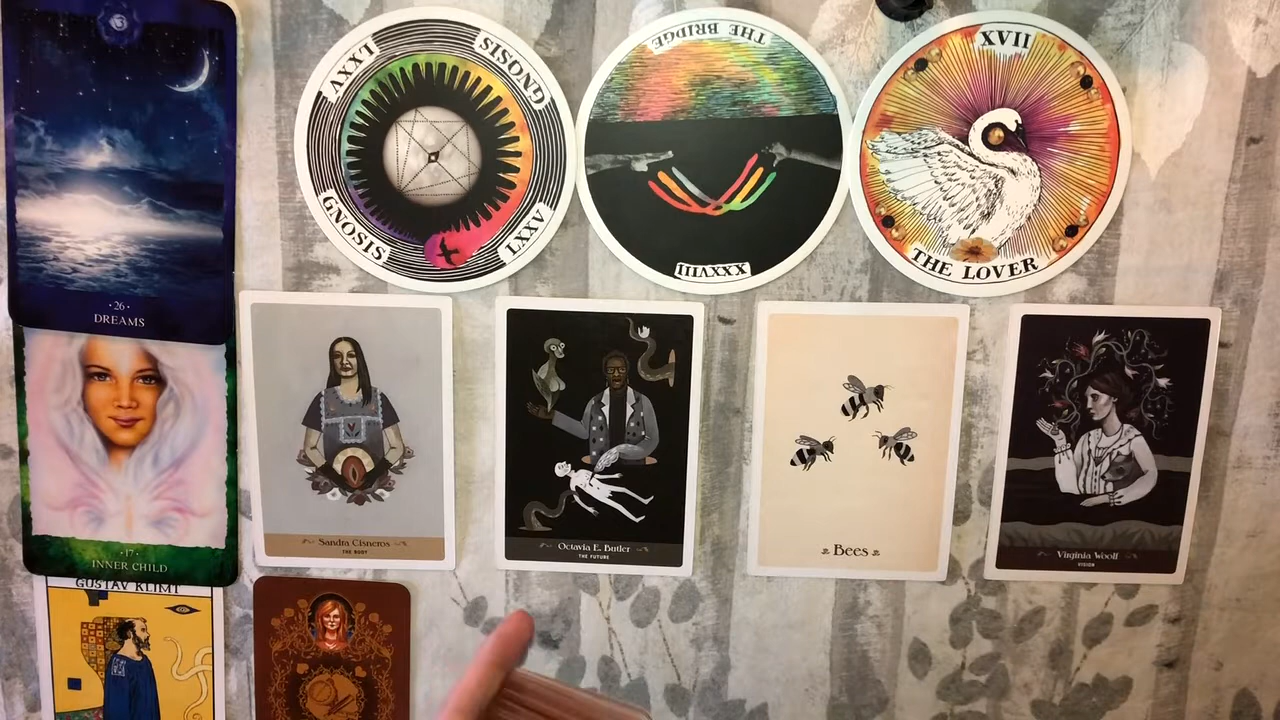 LXXV
GNOSIS
GNOSIS
LXXV
THE BRIDGE
XXXVIII
XVII
THE LOVER
·26·
DREAMS
·17·
INNER CHILD
Sandra Cisneros
THE BODY
Octavia E. Butler
THE FUTURE
Bees
Virginia Woolf
VISION
GUSTAV KLIMT